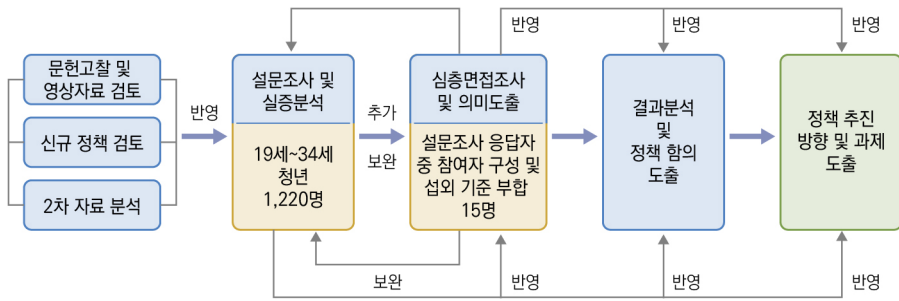 반영
반영
문헌고찰 및
영상자료 검토
신규 정책 검토
2차 자료 분석
반영
설문조사 및
실증분석
19세~34세
청년
1,220명
추가
보완
심층면접조사
및 의미도출
설문조사 응답자
중 참여자 구성 및
섭외 기준 부합
15명
결과분석
및
정책 함의
도출
정책 추진
방향 및 과제
도출
보완
반영
반영
반영